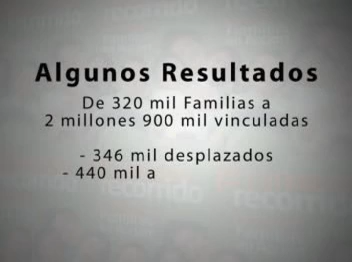 Algunos Resultados
De 320 mil Familias a
2 millones 900 mil vinculadas
- 346 mil desplazados
- 440 mil a